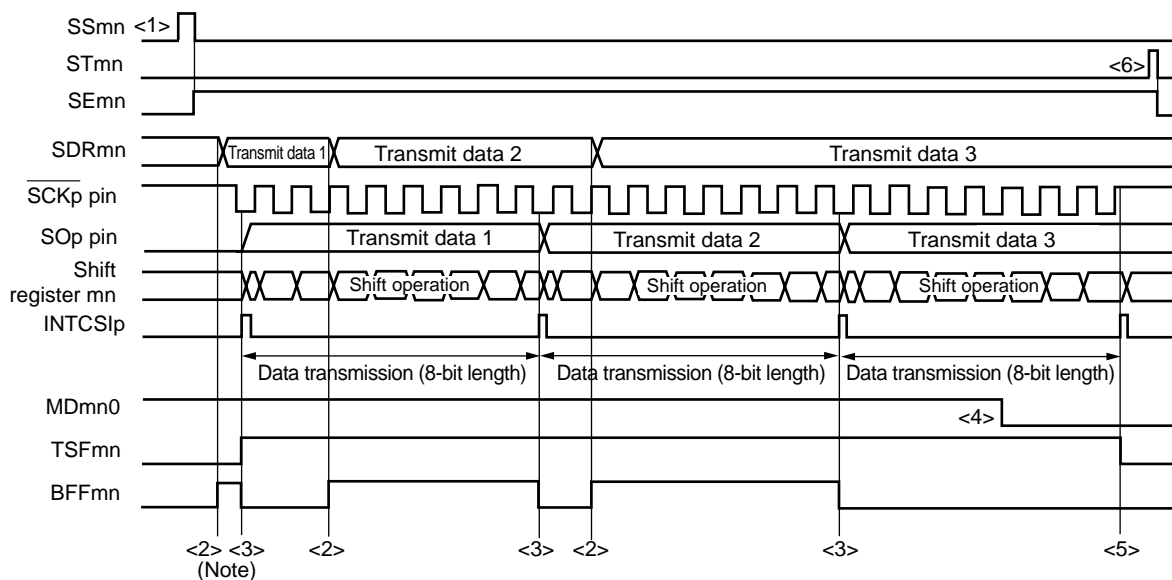 SSmn <1>
STmn <6>
SEmn
SDRmn Transmit data 1 Transmit data 2 Transmit data 3
SCKp pin
SOp pin Transmit data 1 Transmit data 2 Transmit data 3
Shift
register mn Shift operation Shift operation Shift operation
INTCSIp
Data transmission (8-bit length) Data transmission (8-bit length) Data transmission (8-bit length)
MDmn0 <4>
TSFmn
BFFmn
<2> <3> <2> <3> <2> <3> <5>
(Note)